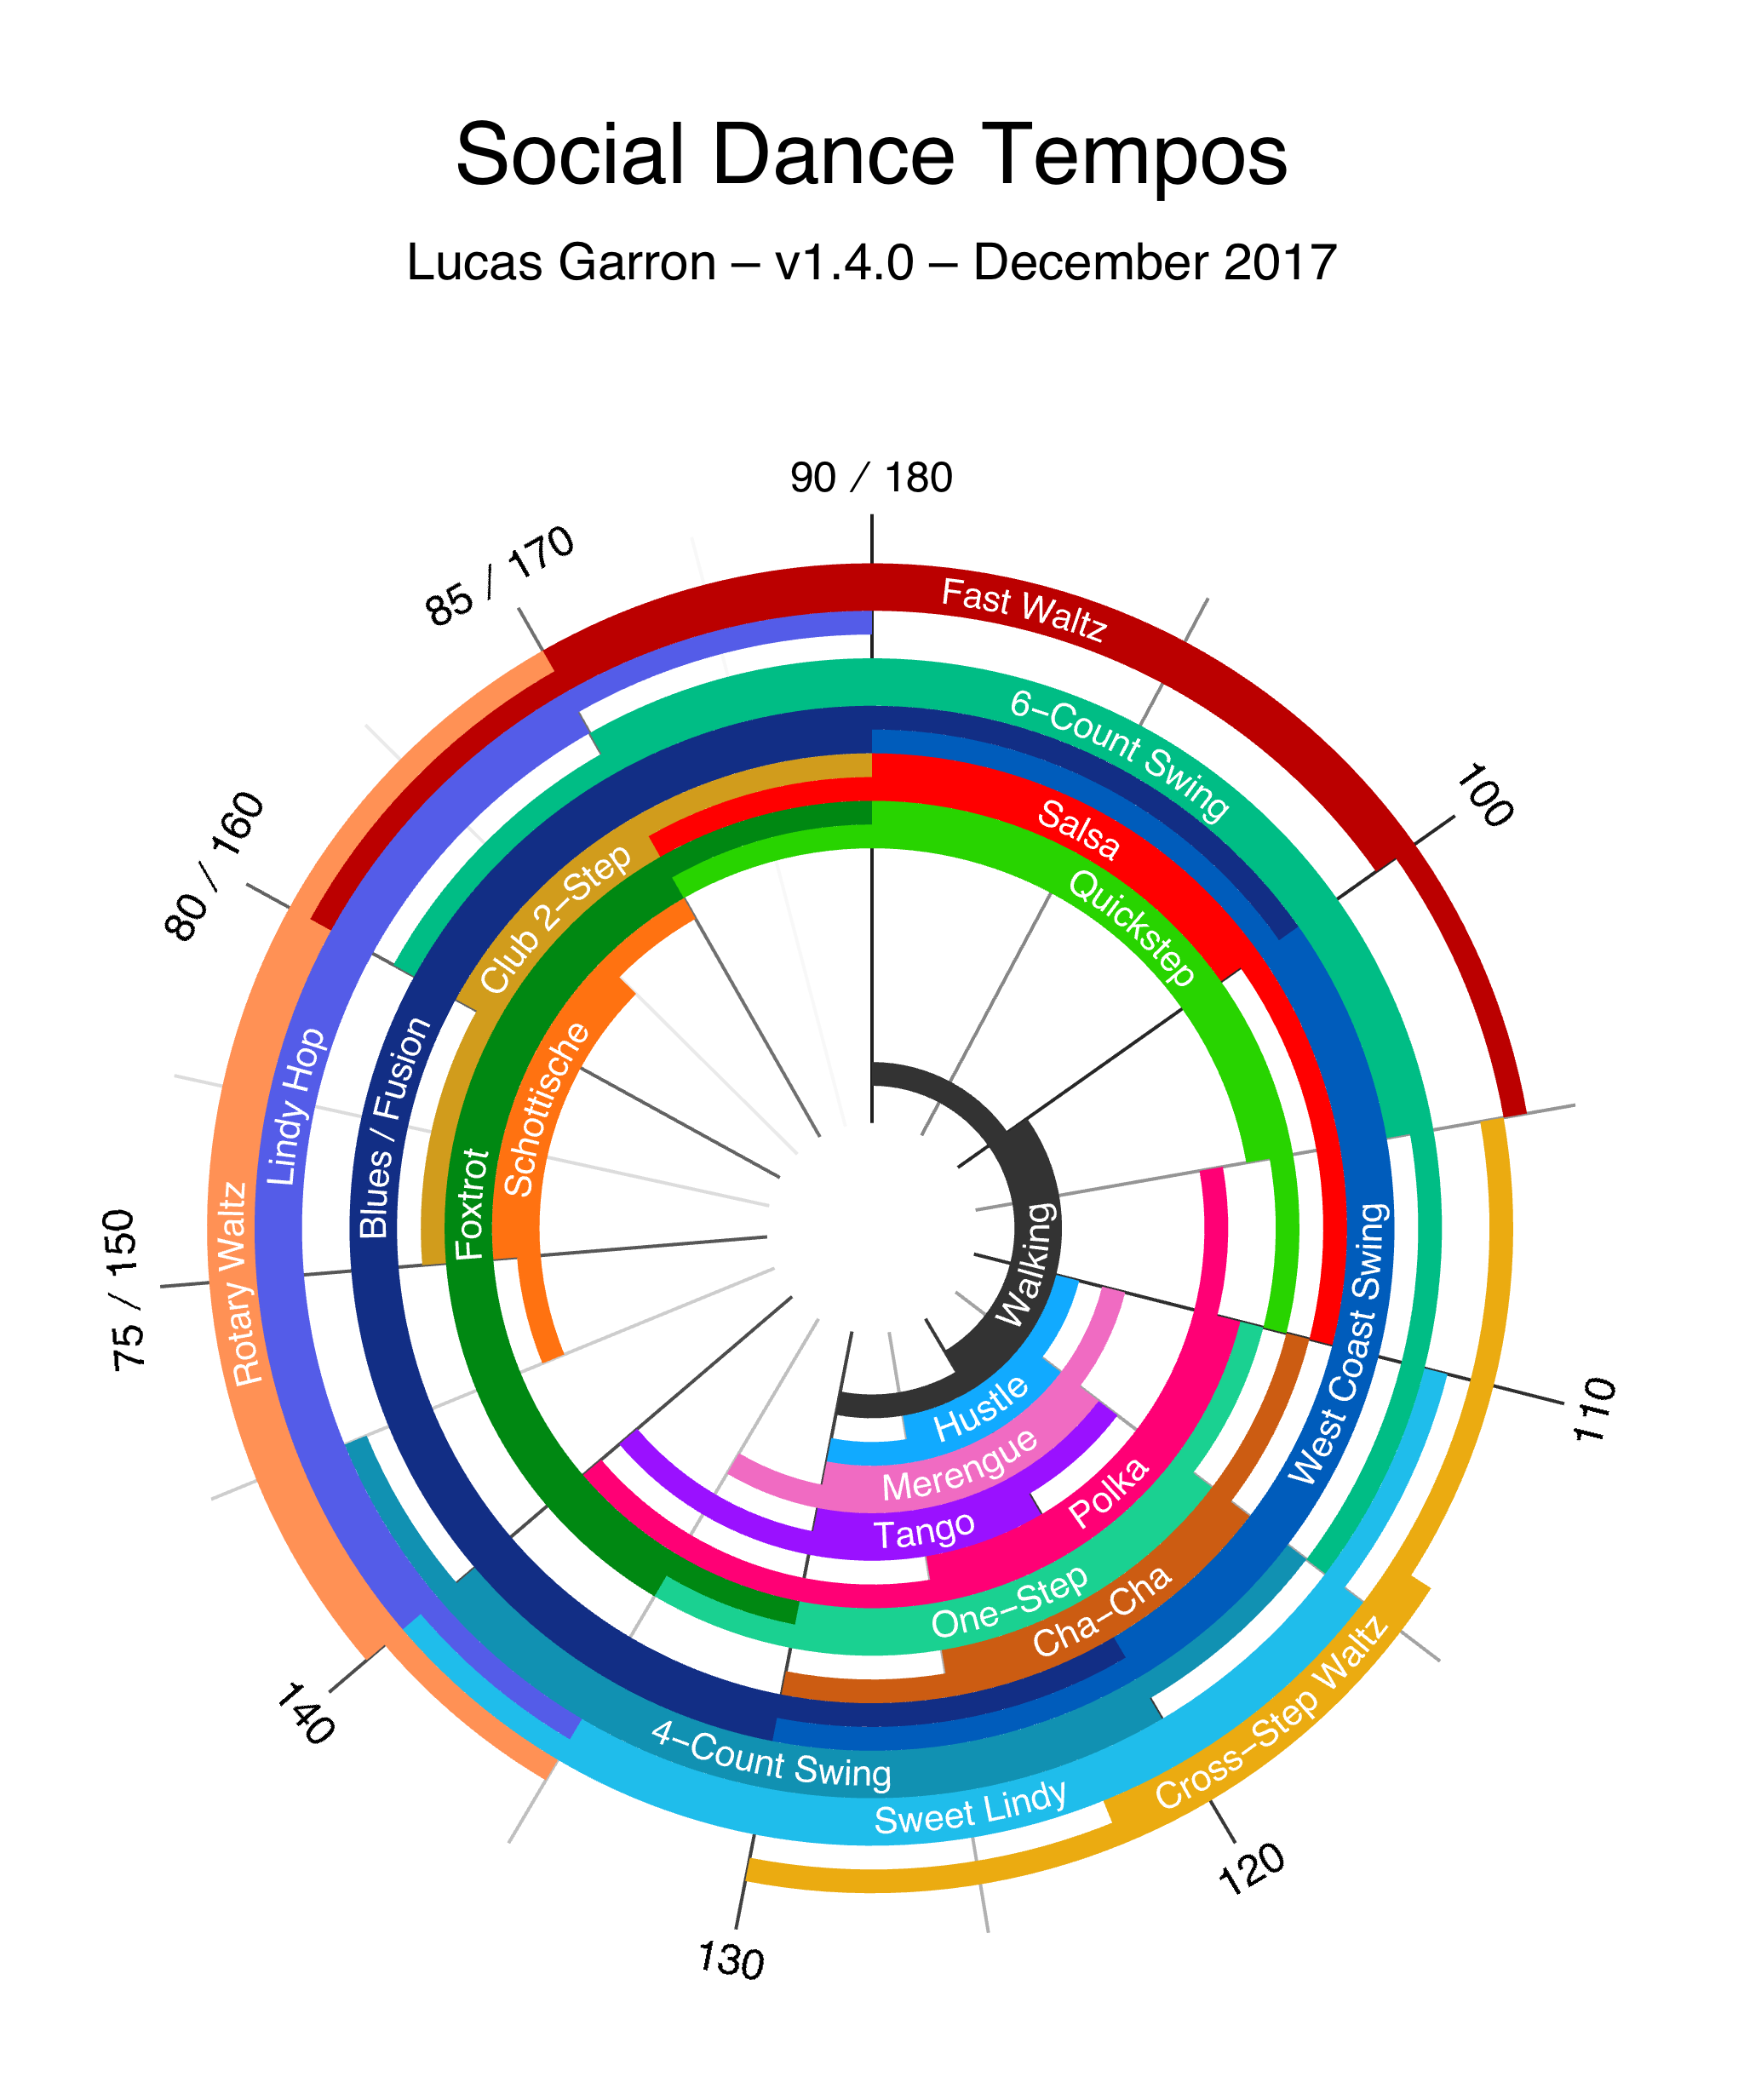 Social Dance Tempos
Lucas Garron – v1.4.0 – December 2017
90 / 180
85 / 170
80 / 160
75 / 150
140
130
120
110
100
Fast Waltz
6–Count Swing
Salsa
Quickstep
Club 2–Step
Schottische
Foxtrot
Blues / Fusion
Lindy Hop
Rotary Waltz
Walking
Hustle
Merengue
Tango
Polka
One–Step
Cha–Cha
West Coast Swing
4–Count Swing
Sweet Lindy
Cross–Step Waltz